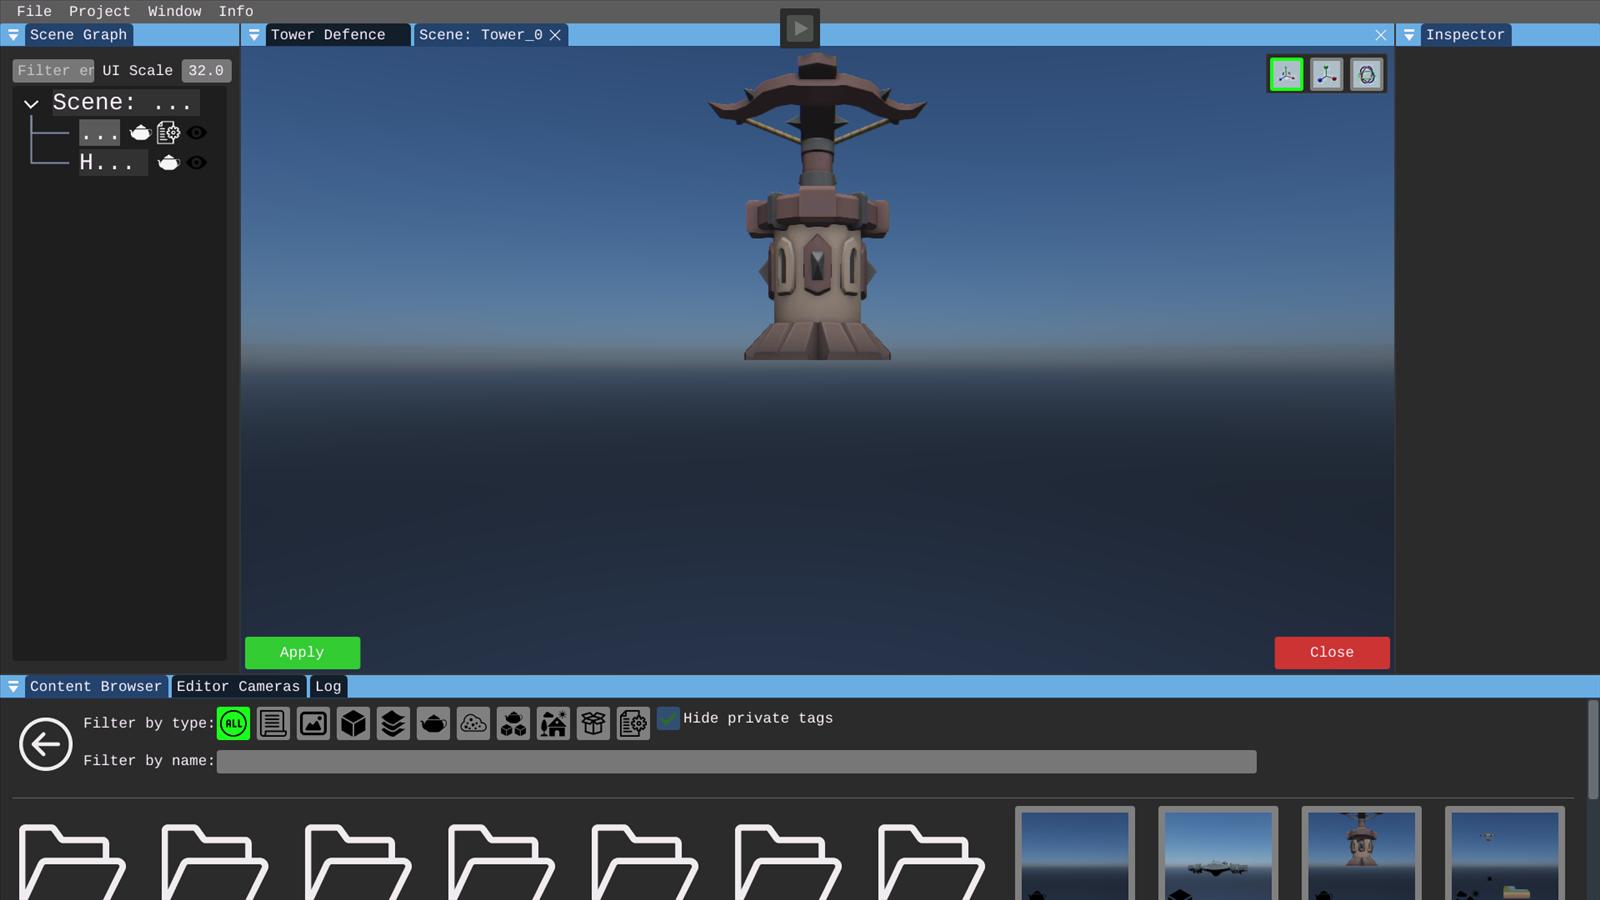 File Project Window Info
Scene Graph
Tower Defence
Scene: Tower_0
Inspector
Filter er UI Scale 32.0
Scene: ...
...
H...
Apply
Close
Content Browser
Editor Cameras
Log
Filter by type: ALL Hide private tags
Filter by name: